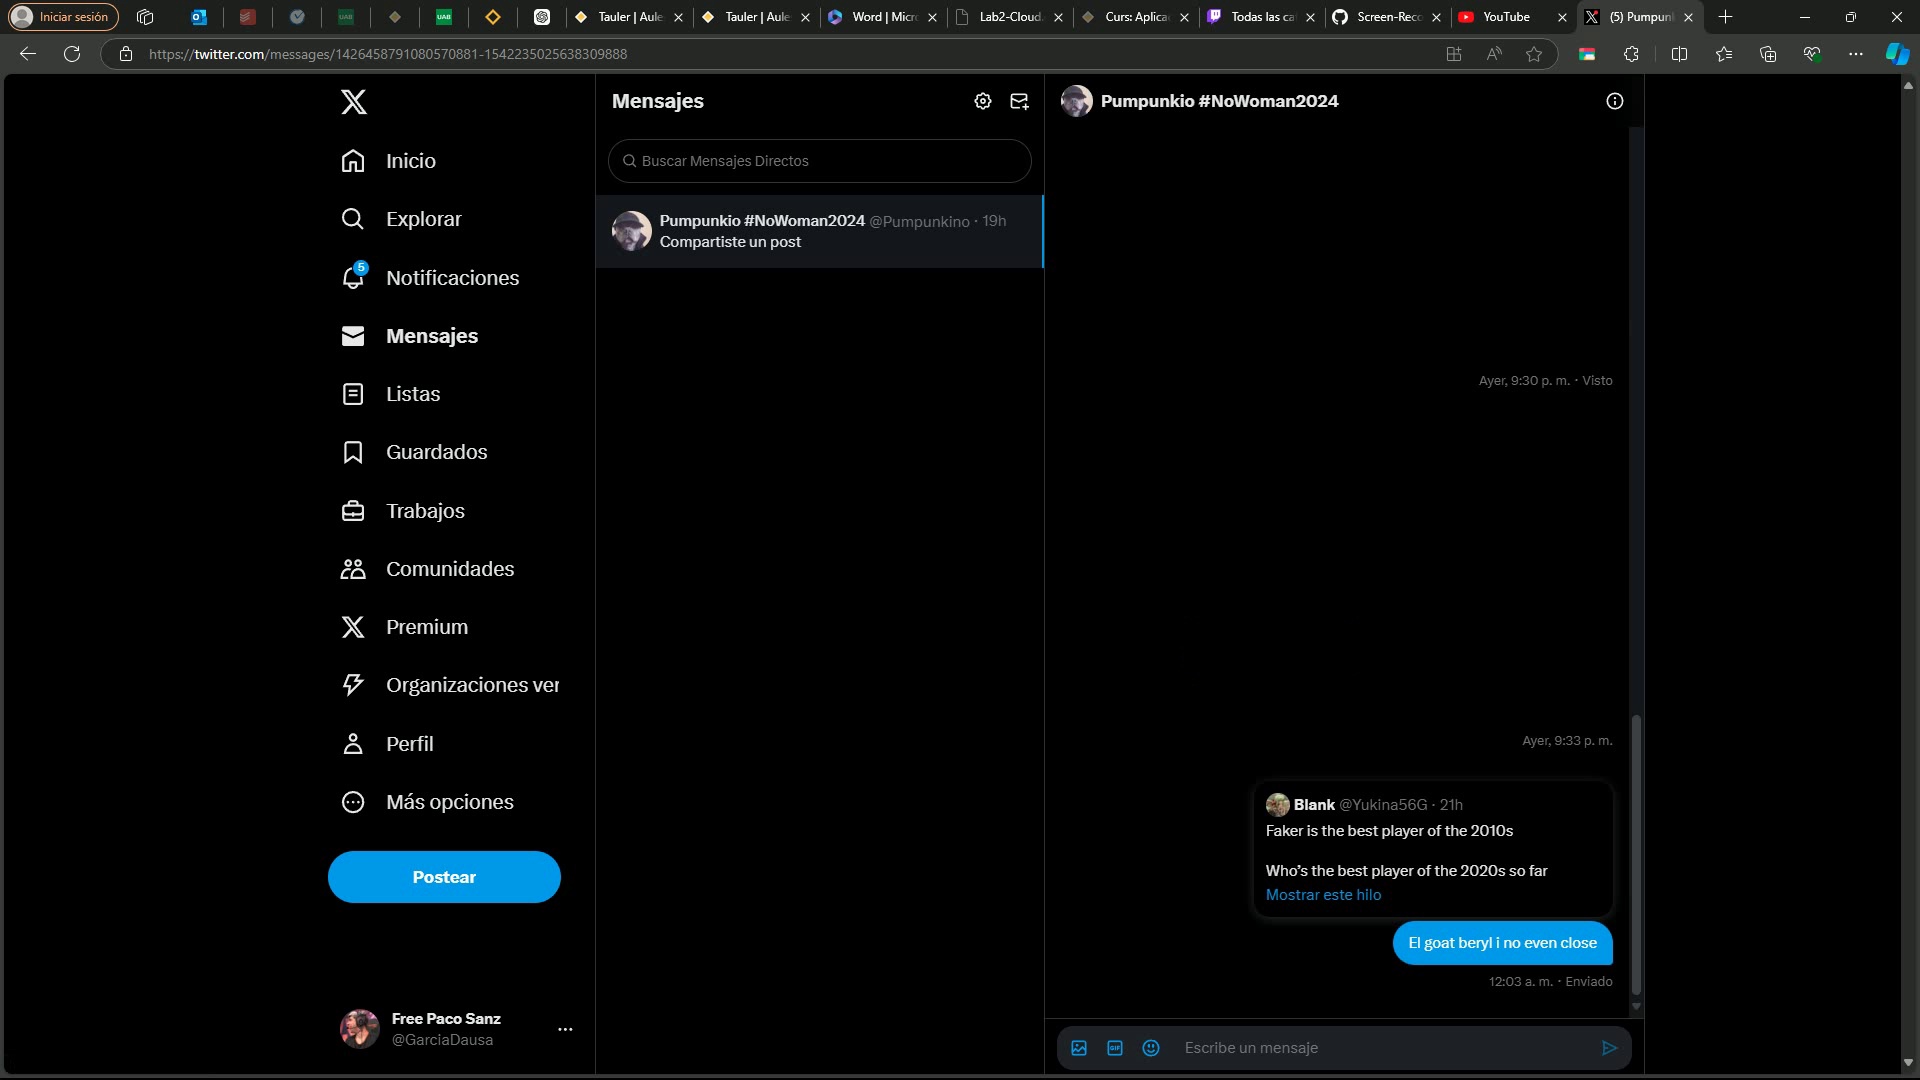 Iniciar sesión
UAB
UAB
Tauler | Aule
Tauler | Aule
Word | Micr
Lab2-Cloud
Curs: Aplica
Todas las ca
Screen-Reco
YouTube
(5) Pumpun
https://twitter.com/messages/1426458791080570881-1542235025638309888
Inicio
Explorar
5
Notificaciones
Mensajes
Listas
Guardados
Trabajos
Comunidades
Premium
Organizaciones ver
Perfil
Más opciones
Postear
Free Paco Sanz
@GarciaDausa
Mensajes
Buscar Mensajes Directos
Pumpunkio #NoWoman2024 @Pumpunkino · 19h
Compartiste un post
Pumpunkio #NoWoman2024
Ayer, 9:30 p. m. · Visto
Ayer, 9:33 p. m.
Blank @Yukina56G · 21h
Faker is the best player of the 2010s
Who's the best player of the 2020s so far
Mostrar este hilo
El goat beryl i no even close
12:03 a. m. · Enviado
GIF
Escribe un mensaje